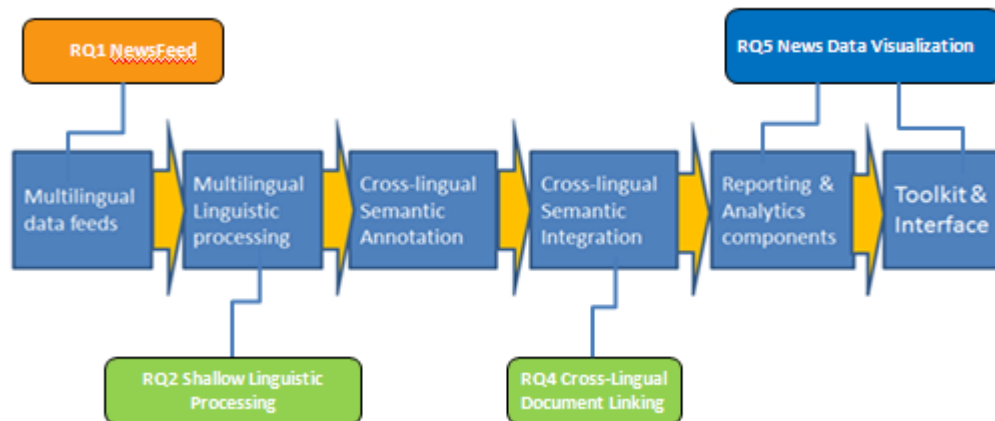 RQ1 NewsFeed
RQ5 News Data Visualization
Multilingual
data feeds
Multilingual
Linguistic
processing
Cross-lingual
Semantic
Annotation
Cross-lingual
Semantic
Integration
Reporting &
Analytics
components
Toolkit &
Interface
RQ2 Shallow Linguistic
Processing
RQ4 Cross-Lingual
Document Linking